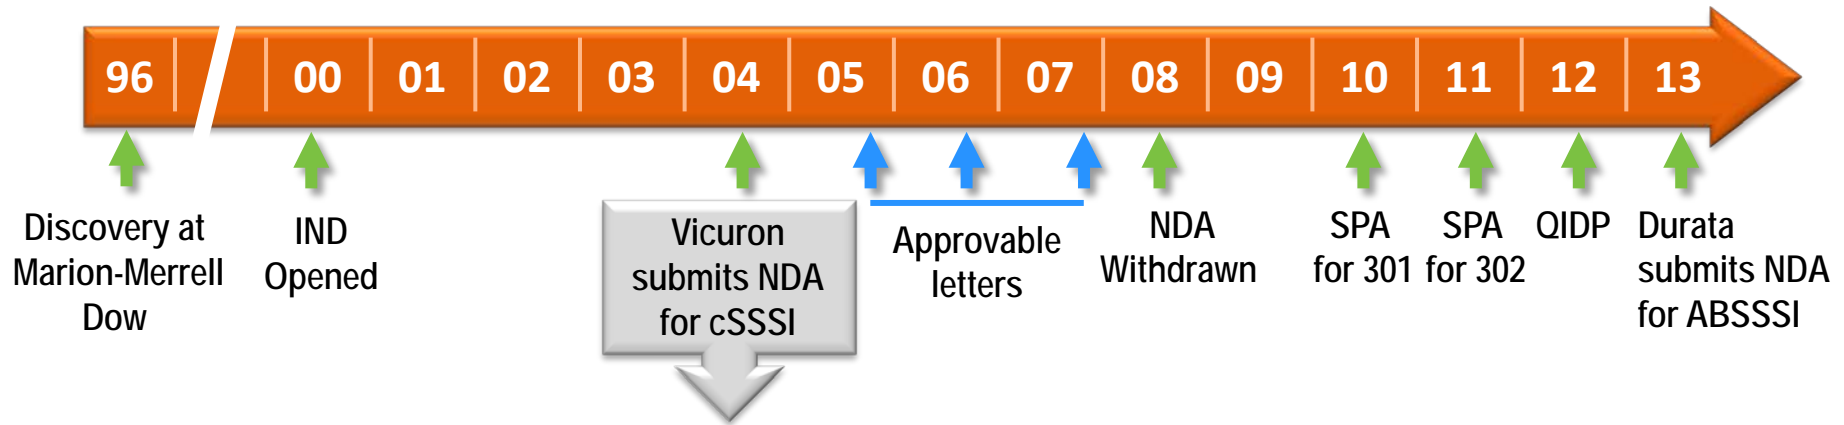 96 00 01 02 03 04 05 06 07 08 09 10 11 12 13
Discovery at
Marion-Merrell
Dow
IND
Opened
Vicuron
submits NDA
for cSSSI
Approvable
letters
NDA
Withdrawn
SPA
for 301
SPA
for 302
QIDP
Durata
submits NDA
for ABSSSI